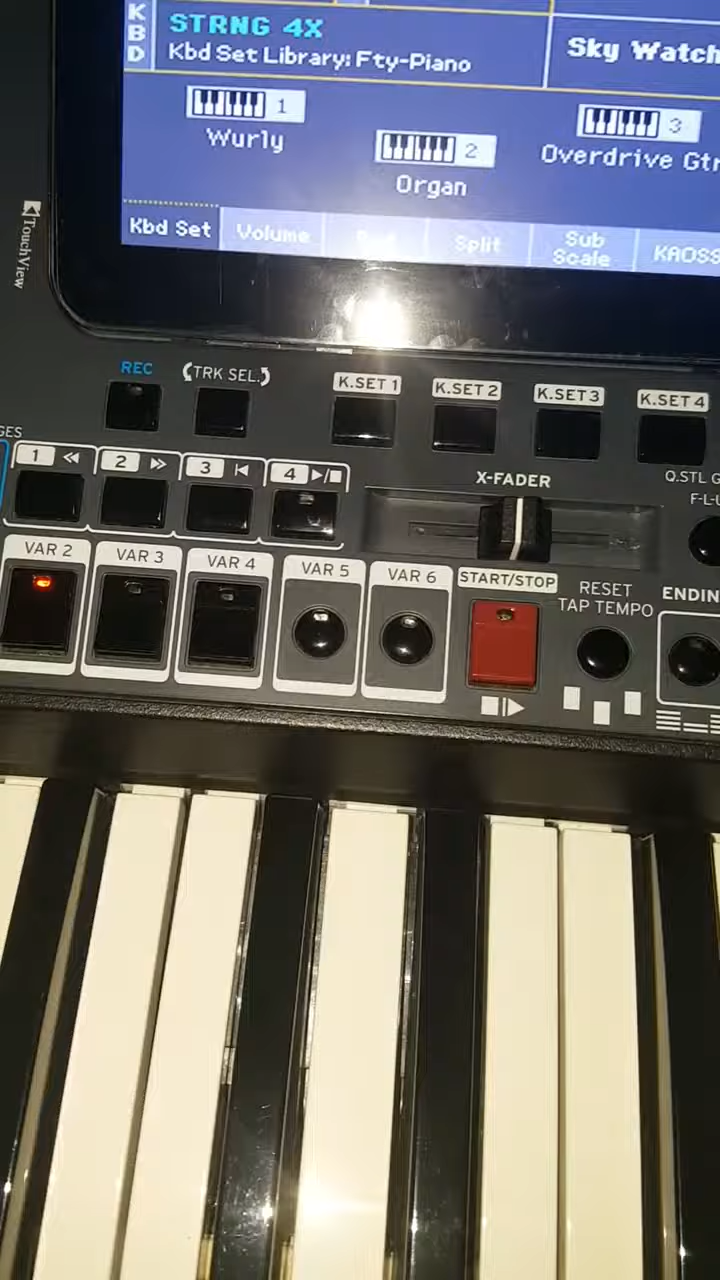 KBD
STRNG 4X
Kbd Set Library: Fty-Piano
Sky Watch
1
Wurly
2
Organ
3
Overdrive Gtr
Kbd Set
Volume
Split
Sub Scale
KAOSS
TouchView
REC
TRK SEL.
K.SET 1
K.SET 2
K.SET 3
K.SET 4
GES
1
2
3
4
X-FADER
Q.STL G
F-L-
VAR 2
VAR 3
VAR 4
VAR 5
VAR 6
START/STOP
RESET
TAP TEMPO
ENDIN